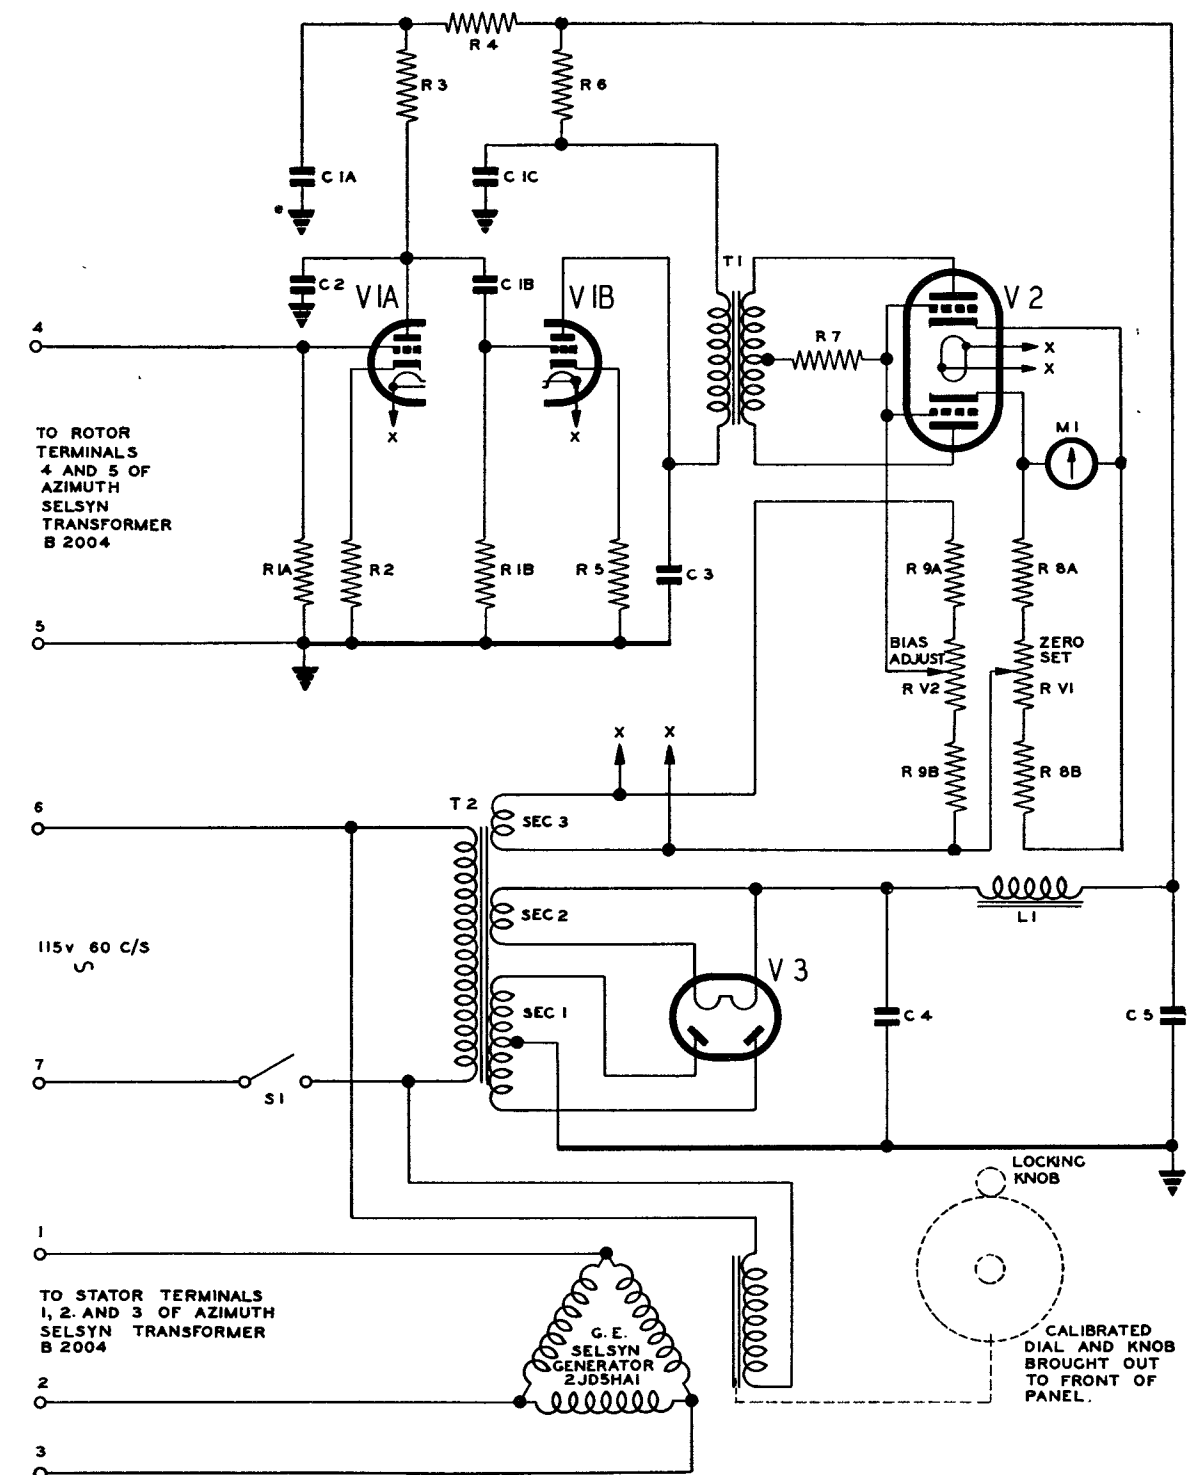 R 4
R 3
R 6
C 1A
C 1C
T 1
C 2
V1A
C 1B
V1B
V 2
4
R 7
X
X
X
X
M 1
TO ROTOR
TERMINALS
4 AND 5 OF
AZIMUTH
SELSYN
TRANSFORMER
B 2004
R1A
R 2
R 1B
R 5
C 3
R 9A
R 8A
5
BIAS
ADJUST
R V2
ZERO
SET
R V1
X
X
R 9B
R 8B
6
T 2
SEC 3
SEC 2
L 1
115V 60 C/S
V 3
SEC 1
C 4
C 5
7
S 1
LOCKING
KNOB
1
TO STATOR TERMINALS
1, 2. AND 3 OF AZIMUTH
SELSYN TRANSFORMER
B 2004
G. E.
SELSYN
GENERATOR
2JD5HA1
CALIBRATED
DIAL AND KNOB
BROUGHT OUT
TO FRONT OF
PANEL.
2
3